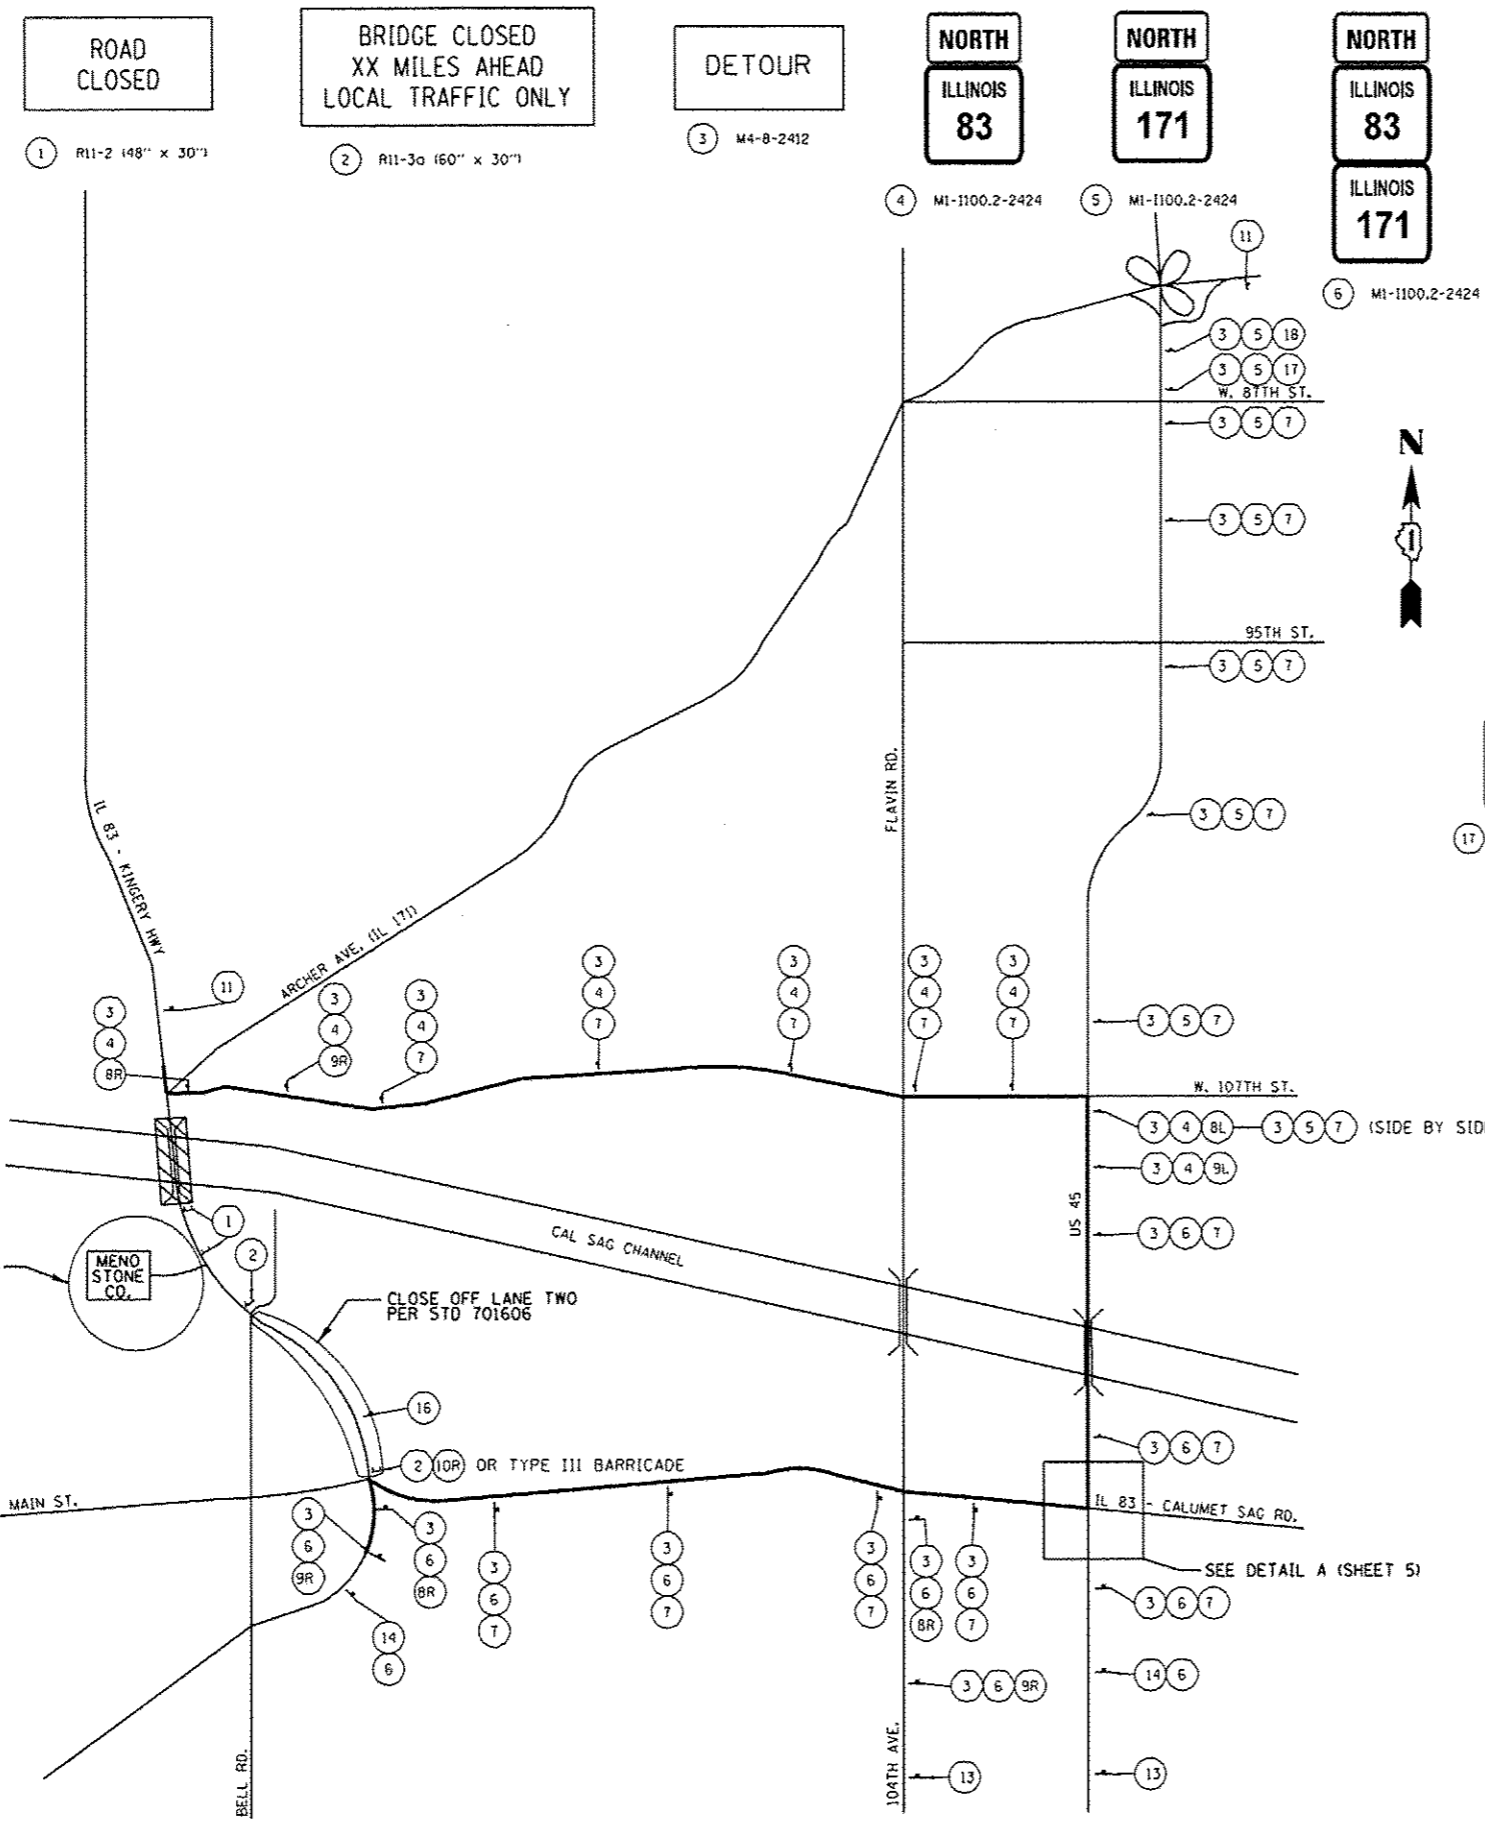 ROAD
CLOSED
1 R11-2 (48" x 30")
BRIDGE CLOSED
XX MILES AHEAD
LOCAL TRAFFIC ONLY
2 R11-3a (60" x 30")
DETOUR
3 M4-8-2412
NORTH
ILLINOIS
83
4 M1-I100.2-2424
NORTH
ILLINOIS
171
5 M1-I100.2-2424
NORTH
ILLINOIS
83
ILLINOIS
171
6 M1-I100.2-2424
11
3 5 18
3 5 17
W. 87TH ST.
3 5 7
N
3 5 7
95TH ST.
3 5 7
FLAVIN RD.
3 5 7
17
IL 83 - KINGERY HWY
ARCHER AVE. (IL 171)
11
3
4
8R
3
4
9R
3
4
7
3
4
7
3
4
7
3
4
7
3
4
7
3 5 7
W. 107TH ST.
3 4 8L 3 5 7 (SIDE BY SID
3 4 9L
US 45
3 6 7
1
MENO
STONE
CO.
2
CAL SAG CHANNEL
CLOSE OFF LANE TWO
PER STD 701606
16
3 6 7
2 10R OR TYPE III BARRICADE
MAIN ST.
IL 83 - CALUMET SAG RD.
SEE DETAIL A (SHEET 5)
3
6
9R
3
6
8R
3
6
7
3
6
7
3
6
7
3
6
8R
3
6
7
3 6 7
14
6
3 6 9R
14 6
BELL RD.
104TH AVE.
13
13